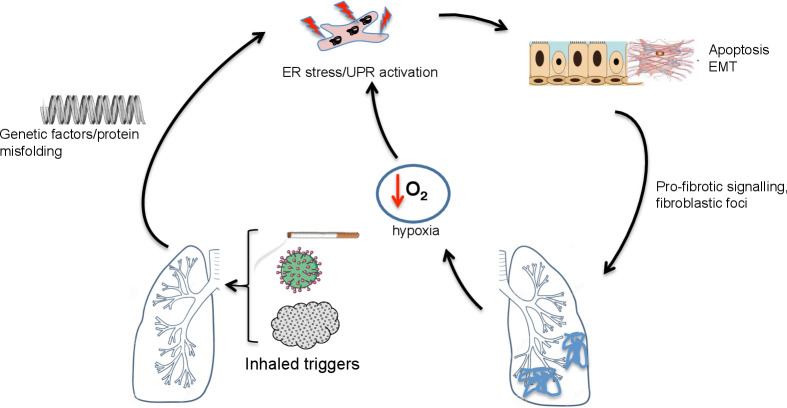 ER stress/UPR activation
Apoptosis
EMT
Genetic factors/protein
misfolding
O2
hypoxia
Pro-fibrotic signalling,
fibroblastic foci
Inhaled triggers